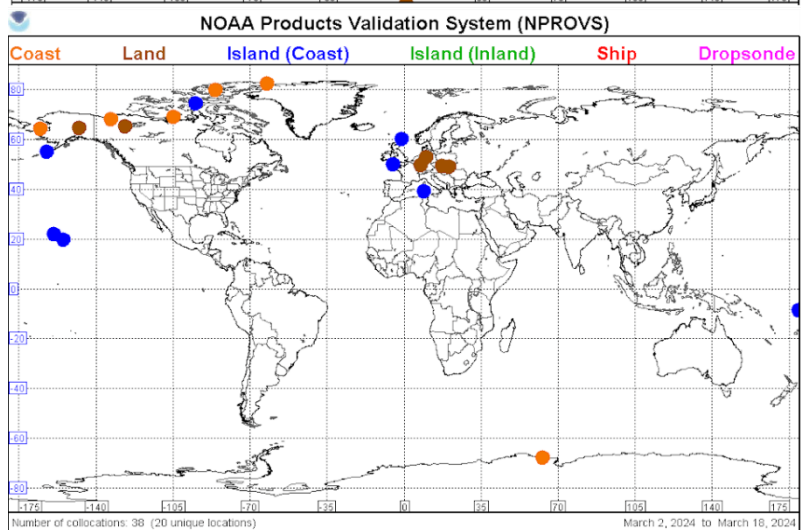 NOAA Products Validation System (NPROVS)
Coast Land Island (Coast) Island (Inland) Ship Dropsonde
80
60
40
20
0
-20
-40
-60
-80
-175 -140 -105 -70 -35 0 35 70 105 140 175
Number of collocations: 38 (20 unique locations) March 2, 2024 to March 18, 2024